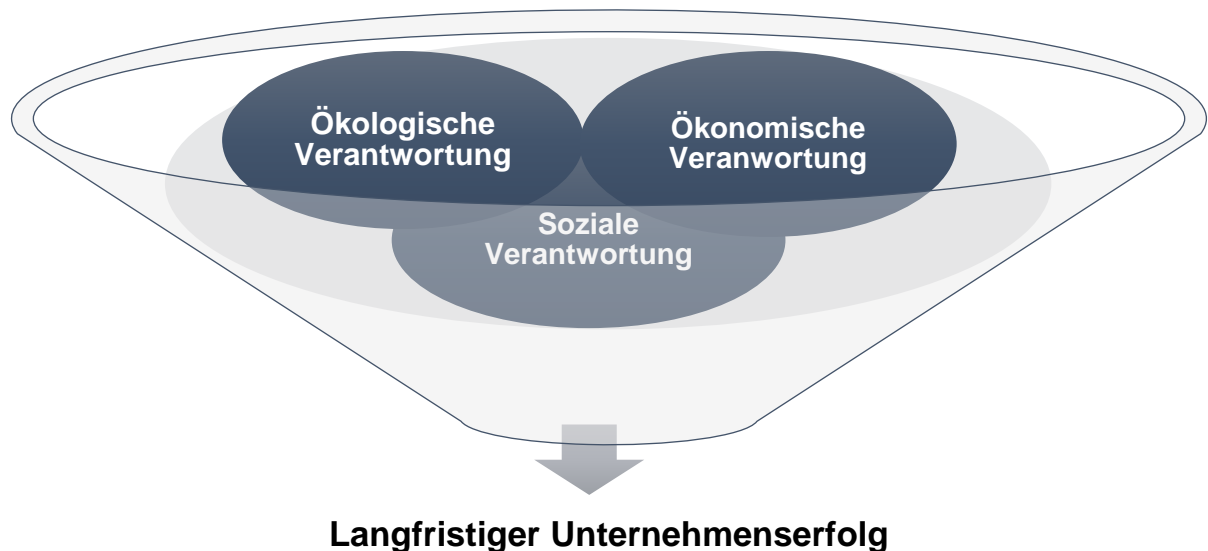 Ökologische
Verantwortung
Ökonomische
Veranwortung
Soziale
Verantwortung
Langfristiger Unternehmenserfolg